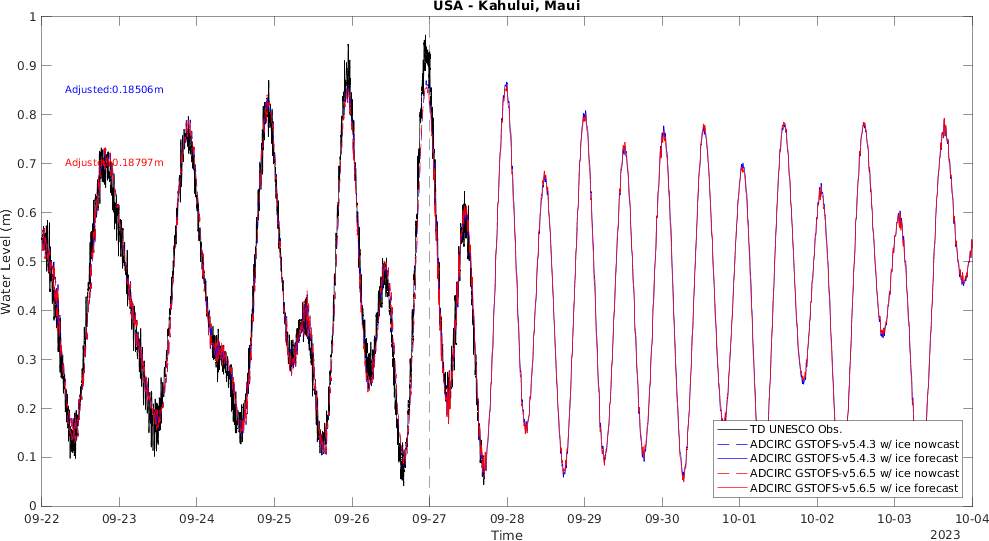 USA - Kahului, Maui
1
0.9
0.8
0.7
0.6
0.5
0.4
0.3
0.2
0.1
0
Water Level (m)
Adjusted:0.18506m
Adjusted:0.18797m
TD UNESCO Obs.
ADCIRC GSTOFS-v5.4.3 w/ ice nowcast
ADCIRC GSTOFS-v5.4.3 w/ ice forecast
ADCIRC GSTOFS-v5.6.5 w/ ice nowcast
ADCIRC GSTOFS-v5.6.5 w/ ice forecast
09-22 09-23 09-24 09-25 09-26 09-27 09-28 09-29 09-30 10-01 10-02 10-03 10-04
Time
2023